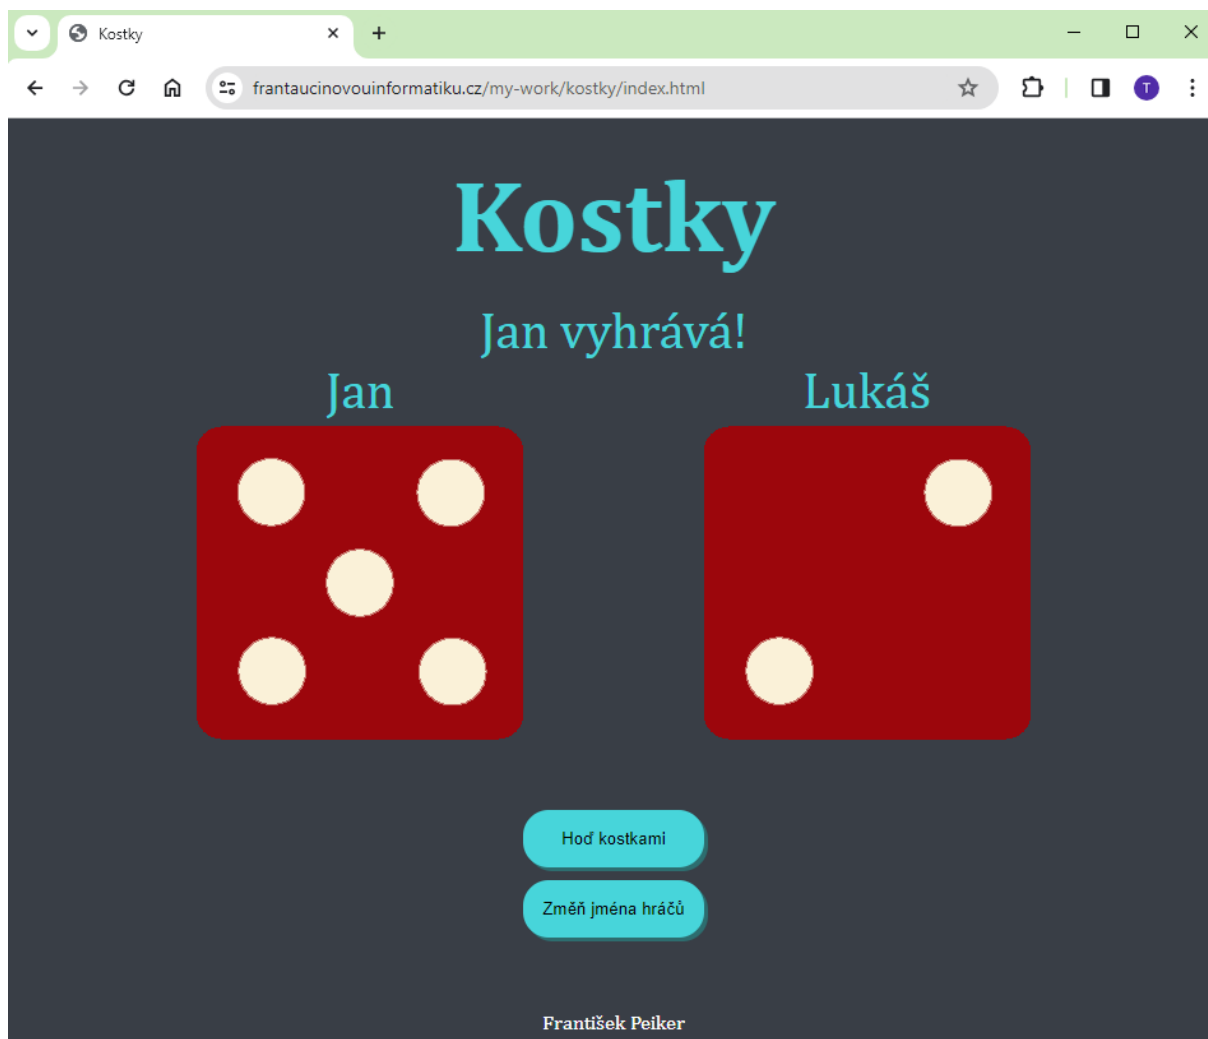 Kostky
frantaucinovouinformatiku.cz/my-work/kostky/index.html
T
Kostky
Jan vyhrává!
Jan
Lukáš
Hoď kostkami
Změň jména hráčů
František Peiker